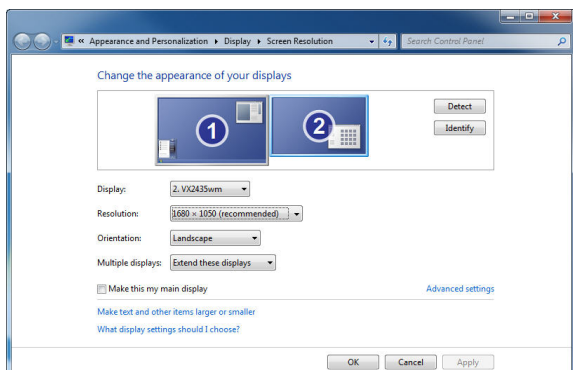 « Appearance and Personalization ▸ Display ▸ Screen Resolution Search Control Panel
Change the appearance of your displays
1 2
Detect
Identify
Display: 2. VX2435wm
Resolution: 1680 × 1050 (recommended)
Orientation: Landscape
Multiple displays: Extend these displays
Make this my main display Advanced settings
Make text and other items larger or smaller
What display settings should I choose?
OK Cancel Apply